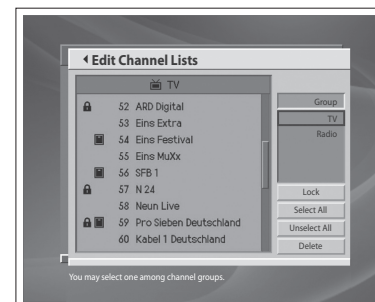 Edit Channel Lists
TV
52 ARD Digital
53 Eins Extra
54 Eins Festival
55 Eins MuXx
56 SFB 1
57 N 24
58 Neun Live
59 Pro Sieben Deutschland
60 Kabel 1 Deutschland
Group
TV
Radio
Lock
Select All
Unselect All
Delete
You may select one among channel groups.